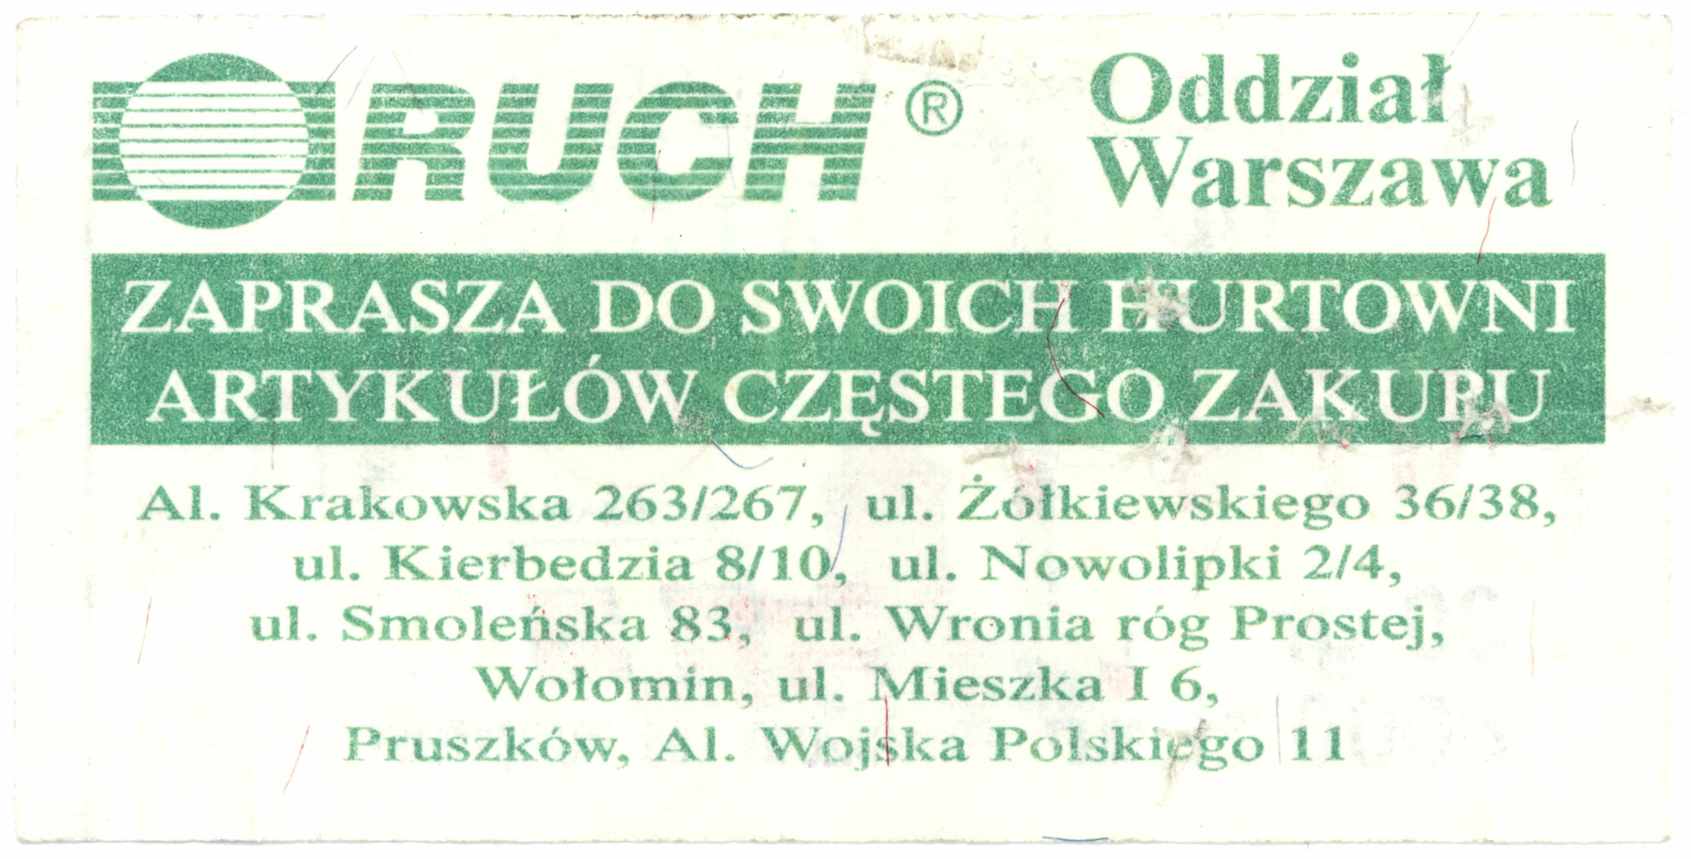 RUCH ®
Oddział
Warszawa
ZAPRASZA DO SWOICH HURTOWNI
ARTYKUŁÓW CZĘSTEGO ZAKUPU
Al. Krakowska 263/267, ul. Żółkiewskiego 36/38,
ul. Kierbedzia 8/10, ul. Nowolipki 2/4,
ul. Smoleńska 83, ul. Wronia róg Prostej,
Wołomin, ul. Mieszka I 6,
Pruszków, Al. Wojska Polskiego 11